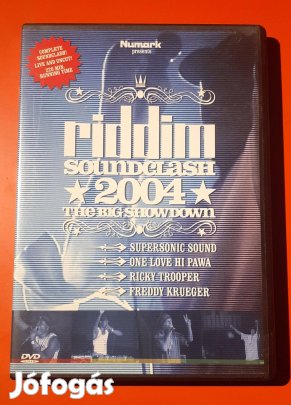 Numark
presents
COMPLETE
SOUNDCLASH!
LIVE AND UNCUT!
220 MIN.
RUNNING TIME
riddim
SOUNDCLASH
2004
THE BIG SHOWDOWN
SUPERSONIC SOUND
ONE LOVE HI PAWA
RICKY TROOPER
FREDDY KRUEGER
DVD
Jófogás